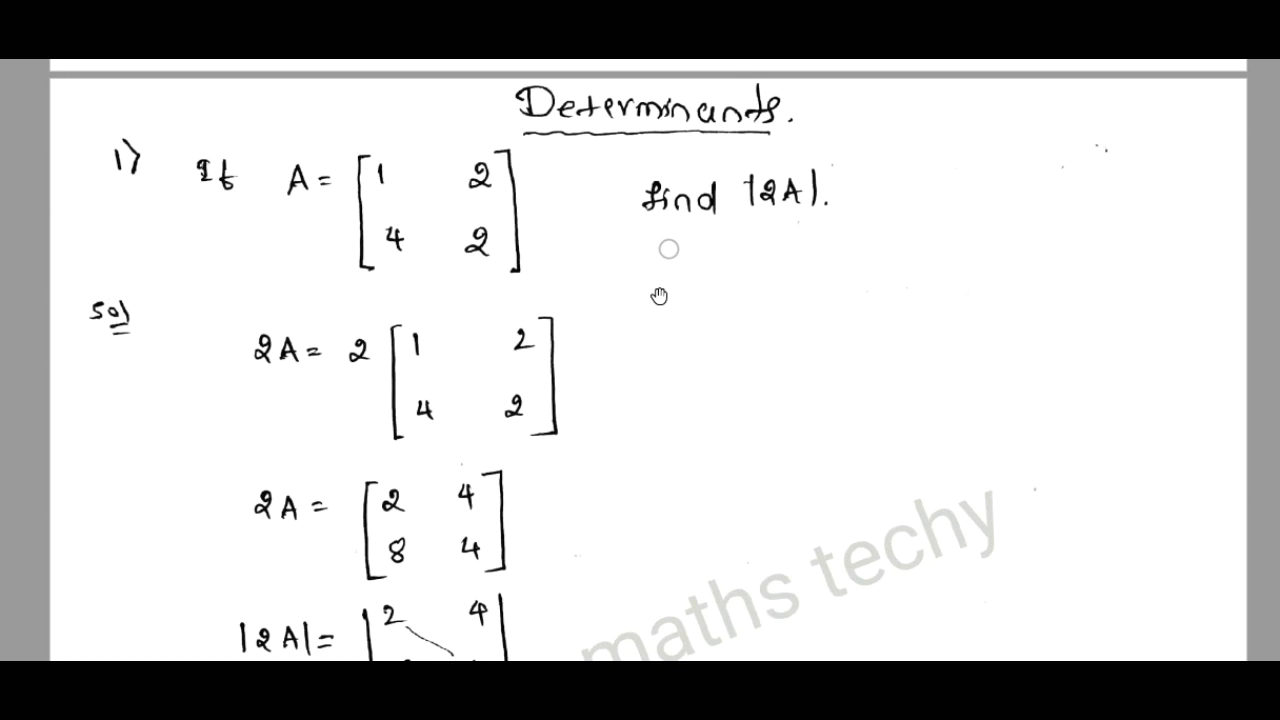 Determinants.
1) If A = [1 2
4 2] find |2A|.
Sol
2A = 2 [1 2
4 2]
2A = [2 4
8 4]
|2A| = |2 4
maths techy